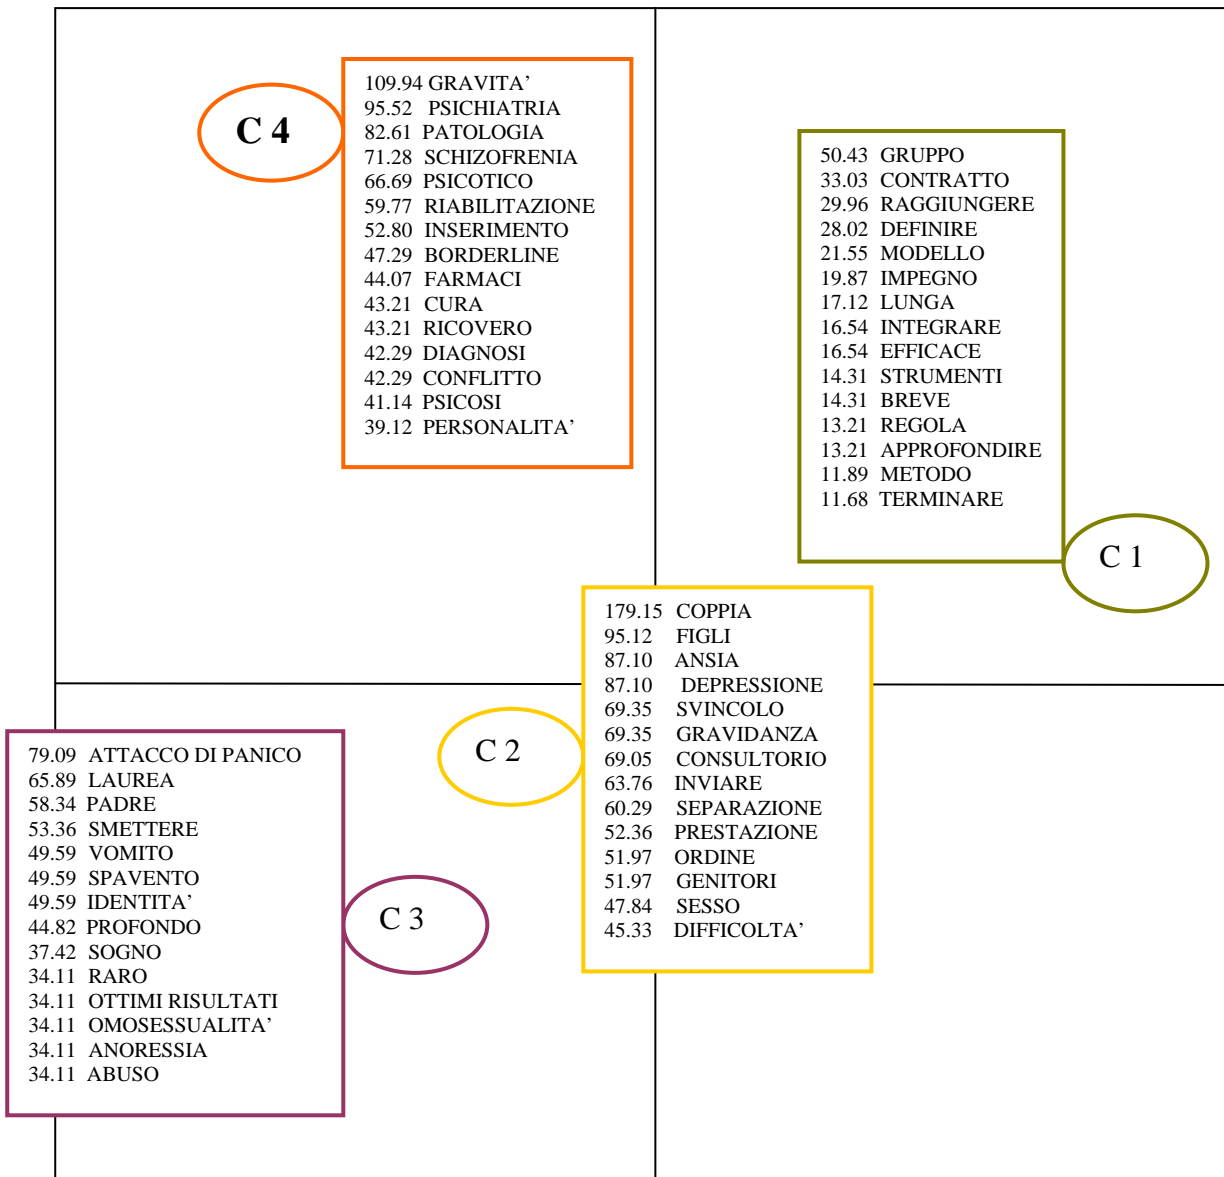 C 4
109.94 GRAVITA’
95.52 PSICHIATRIA
82.61 PATOLOGIA
71.28 SCHIZOFRENIA
66.69 PSICOTICO
59.77 RIABILITAZIONE
52.80 INSERIMENTO
47.29 BORDERLINE
44.07 FARMACI
43.21 CURA
43.21 RICOVERO
42.29 DIAGNOSI
42.29 CONFLITTO
41.14 PSICOSI
39.12 PERSONALITA’
50.43 GRUPPO
33.03 CONTRATTO
29.96 RAGGIUNGERE
28.02 DEFINIRE
21.55 MODELLO
19.87 IMPEGNO
17.12 LUNGA
16.54 INTEGRARE
16.54 EFFICACE
14.31 STRUMENTI
14.31 BREVE
13.21 REGOLA
13.21 APPROFONDIRE
11.89 METODO
11.68 TERMINARE
C 1
179.15 COPPIA
95.12 FIGLI
87.10 ANSIA
87.10 DEPRESSIONE
69.35 SVINCOLO
69.35 GRAVIDANZA
69.05 CONSULTORIO
63.76 INVIARE
60.29 SEPARAZIONE
52.36 PRESTAZIONE
51.97 ORDINE
51.97 GENITORI
47.84 SESSO
45.33 DIFFICOLTA’
C 2
79.09 ATTACCO DI PANICO
65.89 LAUREA
58.34 PADRE
53.36 SMETTERE
49.59 VOMITO
49.59 SPAVENTO
49.59 IDENTITA’
44.82 PROFONDO
37.42 SOGNO
34.11 RARO
34.11 OTTIMI RISULTATI
34.11 OMOSESSUALITA’
34.11 ANORESSIA
34.11 ABUSO
C 3